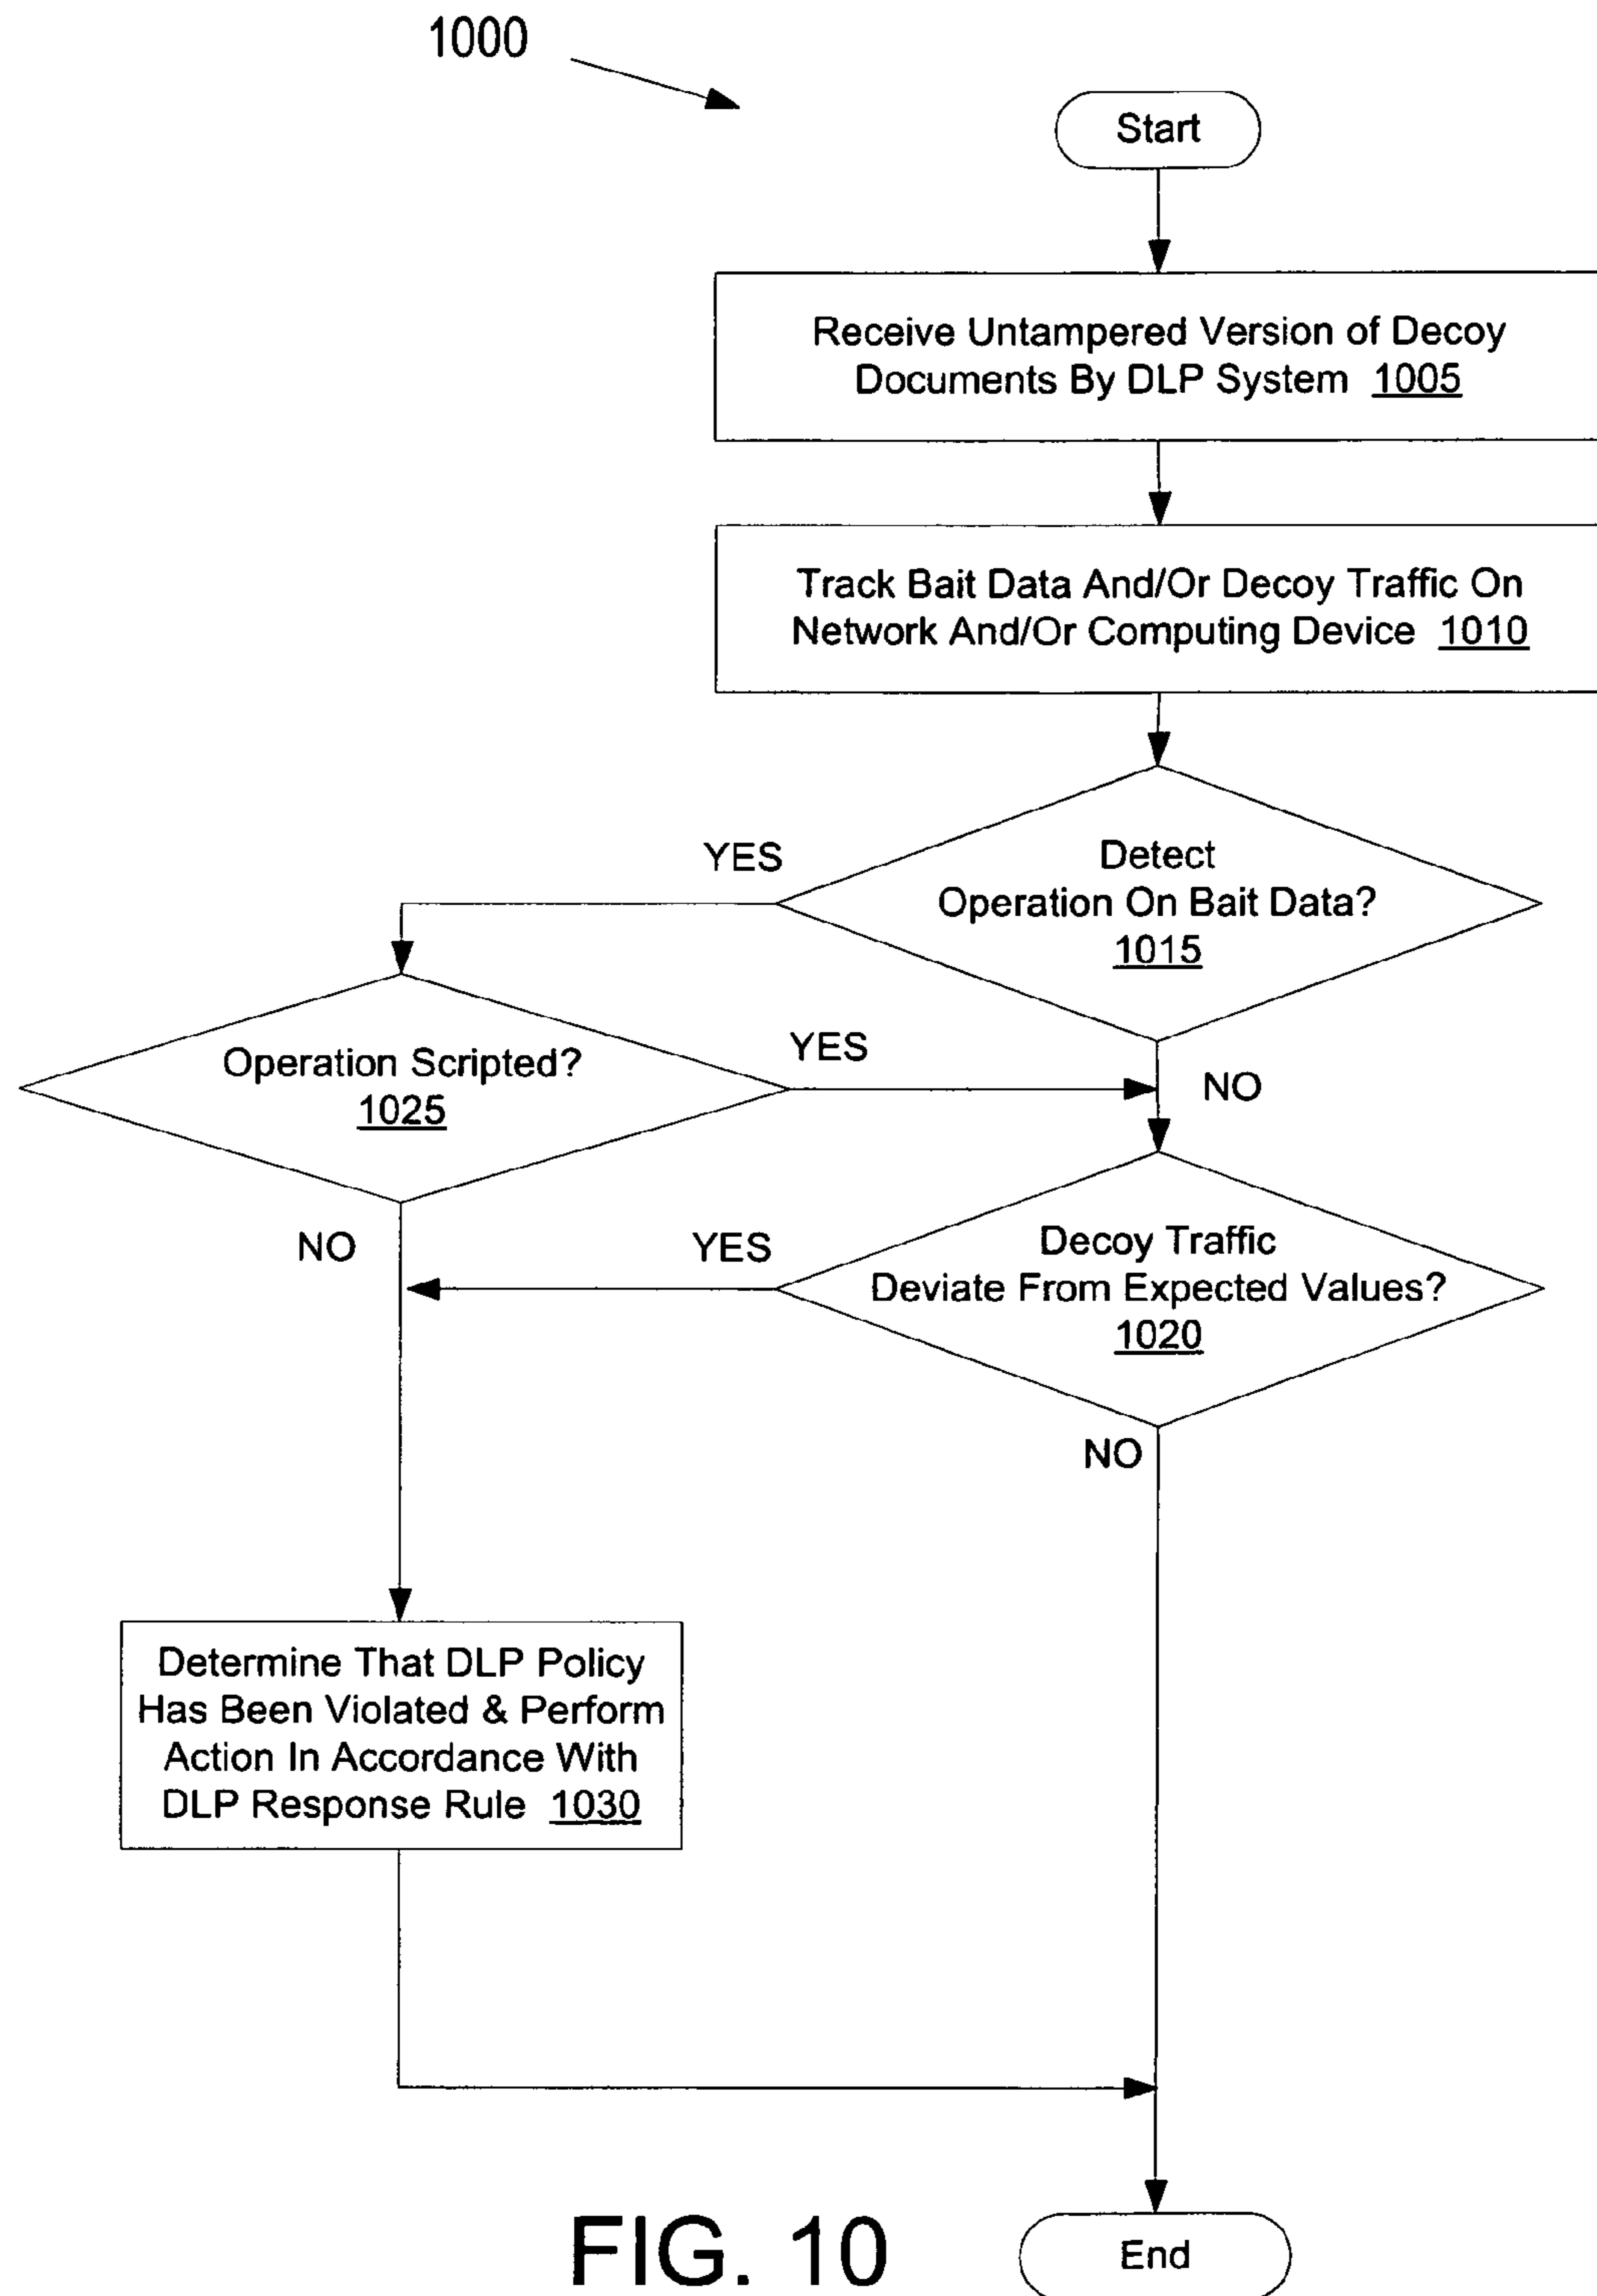 1000
Start
Receive Untampered Version of Decoy
Documents By DLP System 1005
Track Bait Data And/Or Decoy Traffic On
Network And/Or Computing Device 1010
YES
Detect
Operation On Bait Data?
1015
Operation Scripted?
1025
YES
NO
NO
YES
Decoy Traffic
Deviate From Expected Values?
1020
NO
Determine That DLP Policy
Has Been Violated & Perform
Action In Accordance With
DLP Response Rule 1030
FIG. 10
End